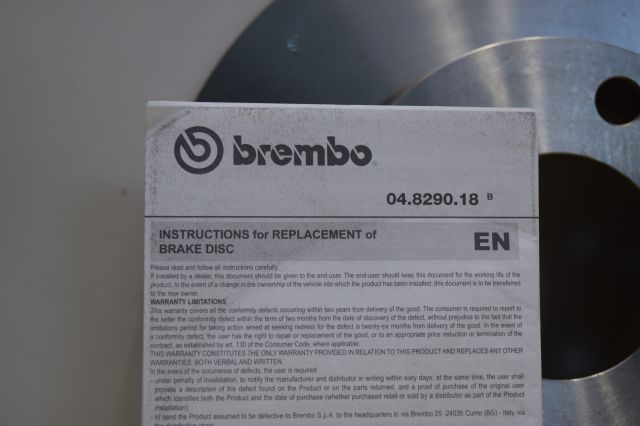 brembo
04.8290.18 B
INSTRUCTIONS for REPLACEMENT of
BRAKE DISC
EN
Please read and follow all instructions carefully.
If installed by a dealer, this document should be given to the end-user. The end-user should keep this document for the working life of the
product. In the event of a change in the ownership of the vehicle into which the product has been installed, this document is to be transferred
to the new owner.
WARRANTY LIMITATIONS
This warranty covers all the conformity defects occurring within two years from delivery of the good. The consumer is required to report to
the seller the conformity defect within the term of two months from the date of discovery of the defect, without prejudice to the fact that the
limitations period for taking action aimed at seeking redress for the defect is twenty-six months from delivery of the good. In the event of
a conformity defect, the user has the right to repair or replacement of the good, or to an appropriate price reduction or termination of the
contract, as established by art. 130 of the Consumer Code, where applicable.
THIS WARRANTY CONSTITUTES THE ONLY WARRANTY PROVIDED IN RELATION TO THIS PRODUCT AND REPLACES ANY OTHER
WARRANTIES, BOTH VERBAL AND WRITTEN.
In the event of the occurrence of defects, the user is required:
- under penalty of invalidation, to notify the manufacturer and distributor in writing within sixty days; at the same time, the user shall
provide a description of the defect found on the Product or on the parts returned, and a proof of purchase of the original user
which identifies both the Product and the date of purchase (whether purchased retail or sold by a distributor as part of the Product
installation);
- to send the Product assumed to be defective to Brembo S.p.A. to the headquarters in via Brembo 25 -24035 Curno (BG) - Italy, via
the distribution chain